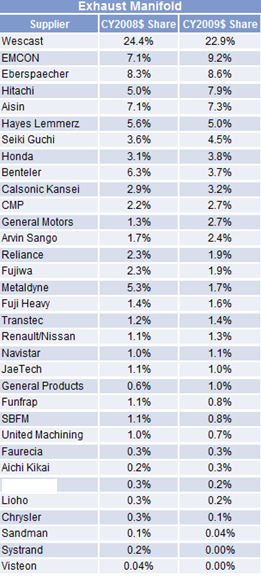 Exhaust Manifold
Supplier CY2008$ Share CY2009$ Share
Wescast 24.4% 22.9%
EMCON 7.1% 9.2%
Eberspaecher 8.3% 8.6%
Hitachi 5.0% 7.9%
Aisin 7.1% 7.3%
Hayes Lemmerz 5.6% 5.0%
Seiki Guchi 3.6% 4.5%
Honda 3.1% 3.8%
Benteler 6.3% 3.7%
Calsonic Kansei 2.9% 3.2%
CMP 2.2% 2.7%
General Motors 1.3% 2.7%
Arvin Sango 1.7% 2.4%
Reliance 2.3% 1.9%
Fujiwa 2.3% 1.9%
Metaldyne 5.3% 1.7%
Fuji Heavy 1.4% 1.6%
Transtec 1.2% 1.4%
Renault/Nissan 1.1% 1.3%
Navistar 1.0% 1.1%
JaeTech 1.1% 1.0%
General Products 0.6% 1.0%
Funfrap 1.1% 0.8%
SBFM 1.1% 0.8%
United Machining 1.0% 0.7%
Faurecia 0.3% 0.3%
Aichi Kikai 0.2% 0.3%
0.3% 0.2%
Lioho 0.3% 0.2%
Chrysler 0.3% 0.1%
Sandman 0.1% 0.04%
Systrand 0.2% 0.00%
Visteon 0.04% 0.00%